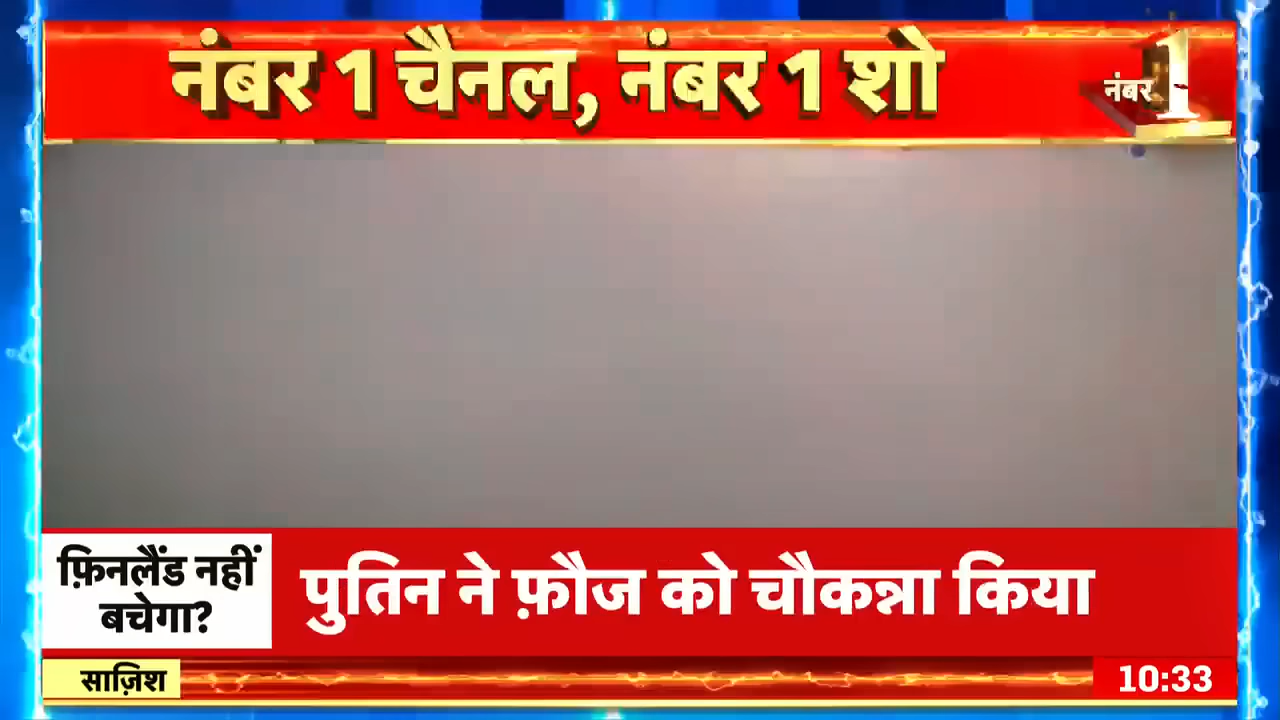 नंबर 1 चैनल, नंबर 1 शो
नंबर 1
फ़िनलैंड नहीं
बचेगा?
पुतिन ने फ़ौज को चौकन्ना किया
साज़िश
10:33